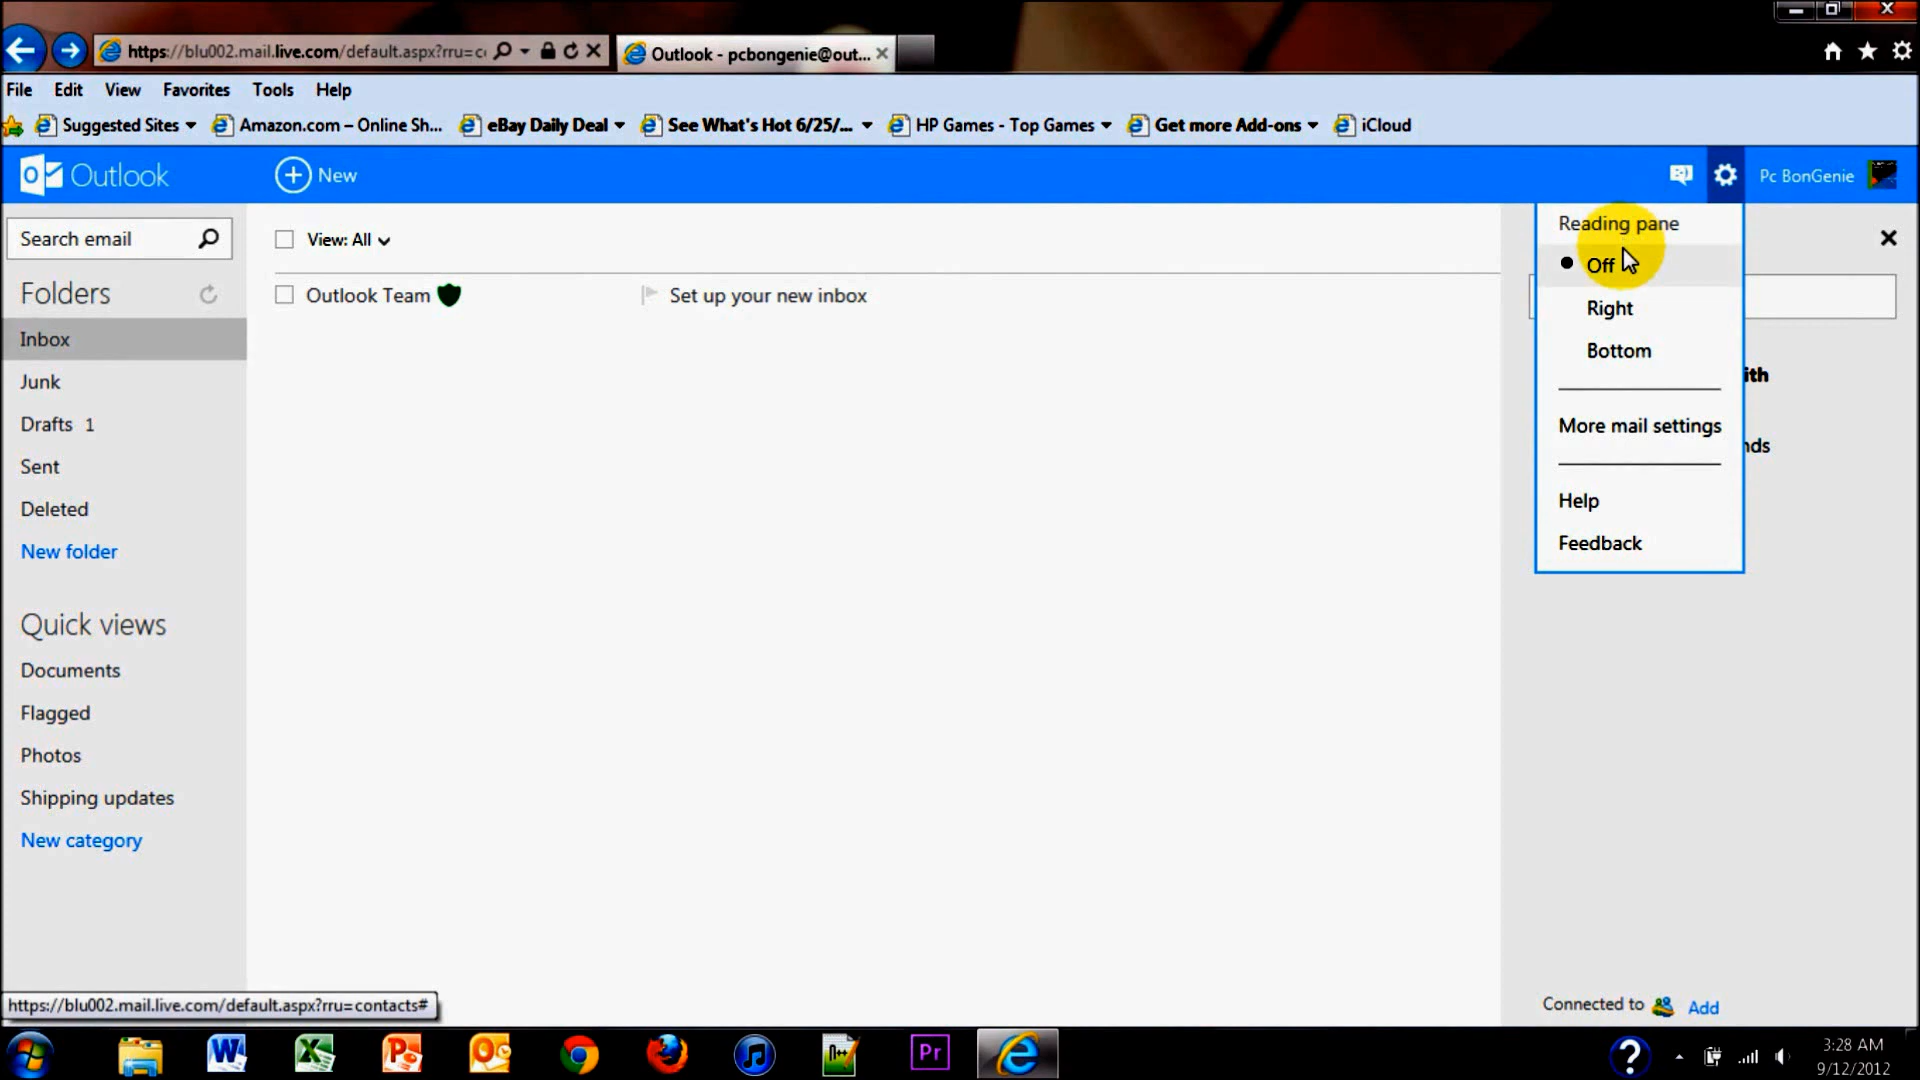 https://blu002.mail.live.com/default.aspx?rru=c
Outlook - pcbongenie@out...
File Edit View Favorites Tools Help
Suggested Sites
Amazon.com – Online Sh...
eBay Daily Deal
See What's Hot 6/25/...
HP Games - Top Games
Get more Add-ons
iCloud
Outlook
New
Pc BonGenie
Search email
View: All
Reading pane
Off
Right
Bottom
More mail settings
Help
Feedback
Outlook Team
Set up your new inbox
Folders
Inbox
Junk
Drafts 1
Sent
Deleted
New folder
Quick views
Documents
Flagged
Photos
Shipping updates
New category
ith
nds
https://blu002.mail.live.com/default.aspx?rru=contacts#
Connected to
Add
Pr
3:28 AM
9/12/2012